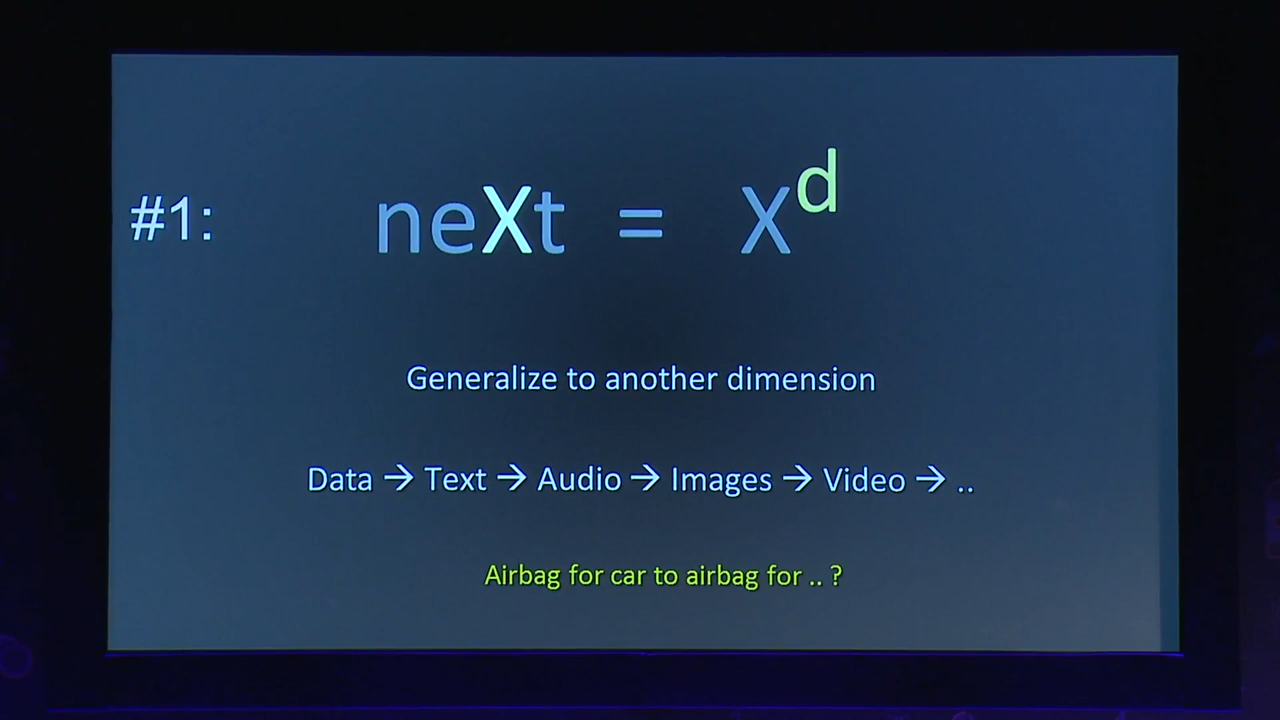 #1: neXt = X^d
Generalize to another dimension
Data → Text → Audio → Images → Video → ..
Airbag for car to airbag for .. ?